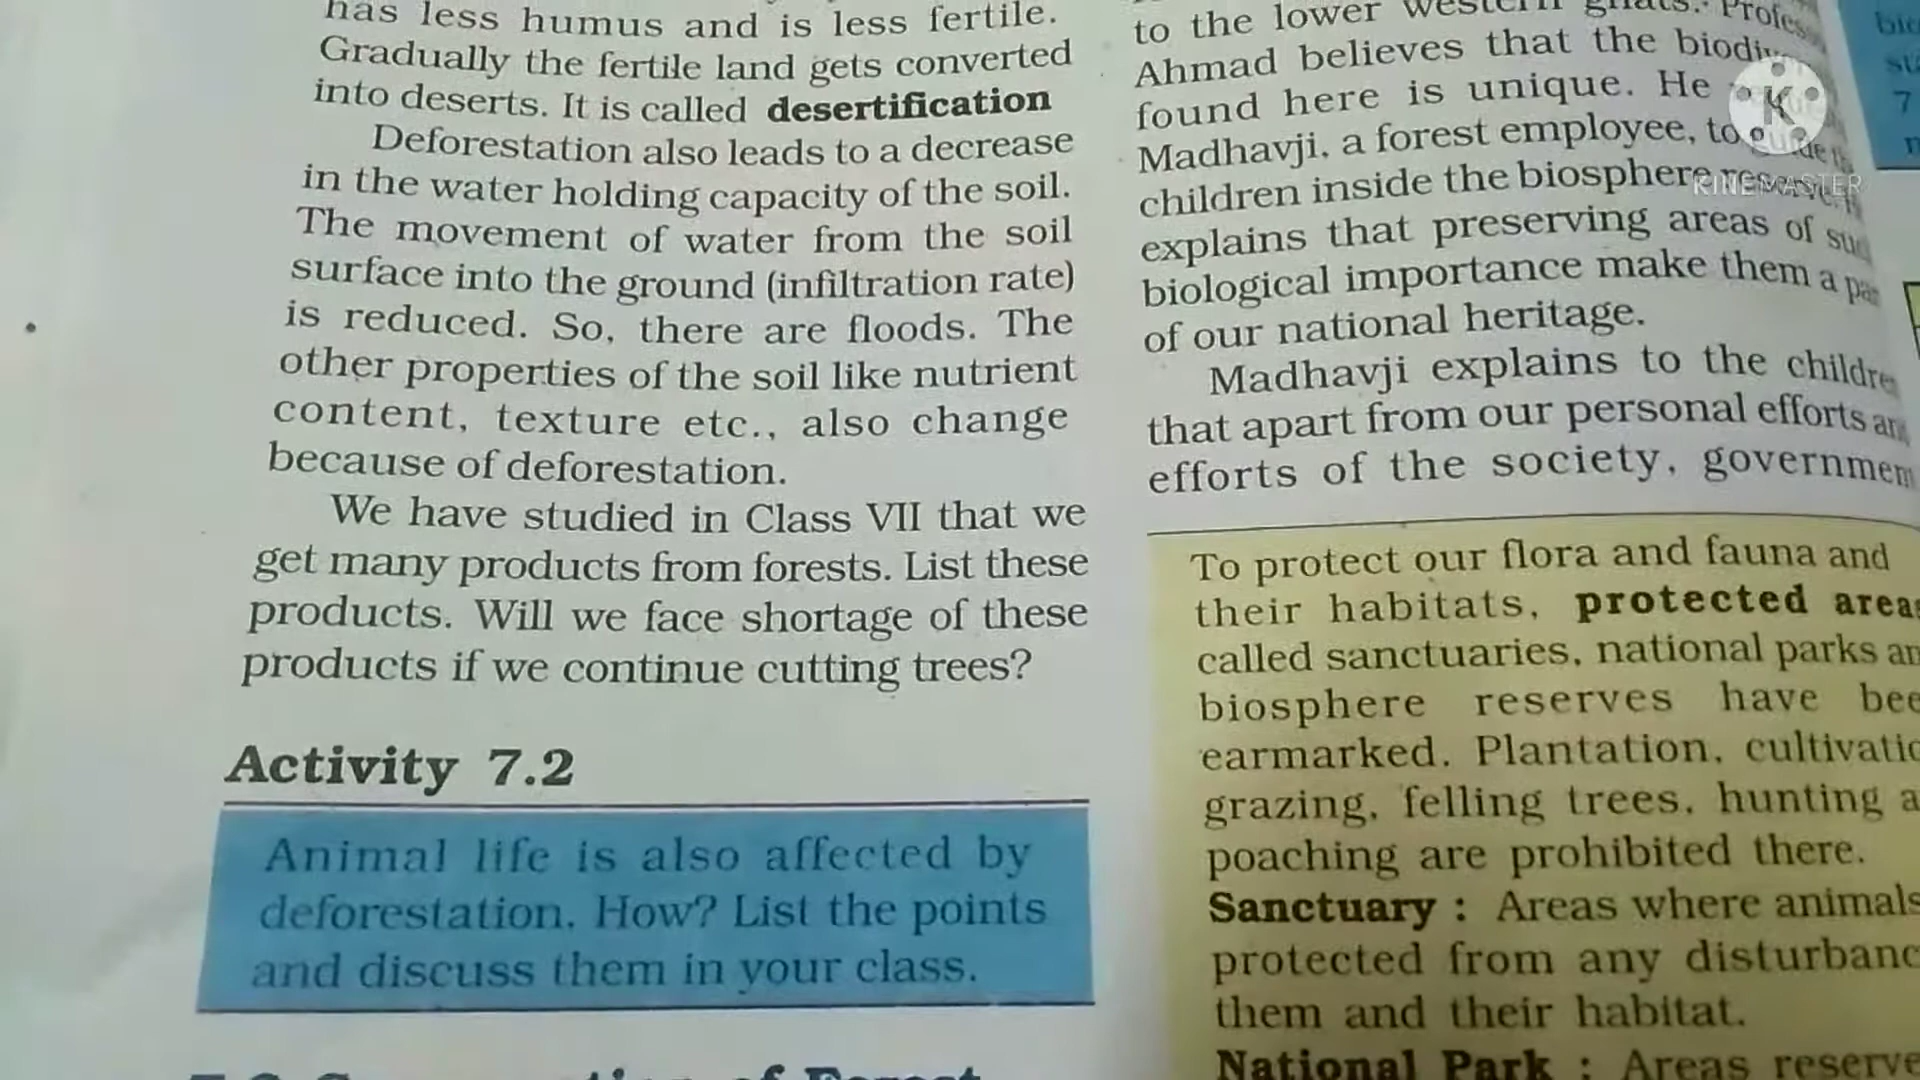 has less humus and is less fertile.
Gradually the fertile land gets converted
into deserts. It is called desertification
Deforestation also leads to a decrease
in the water holding capacity of the soil.
The movement of water from the soil
surface into the ground (infiltration rate)
is reduced. So, there are floods. The
other properties of the soil like nutrient
content, texture etc., also change
because of deforestation.
We have studied in Class VII that we
get many products from forests. List these
products. Will we face shortage of these
products if we continue cutting trees?
Activity 7.2
Animal life is also affected by
deforestation. How? List the points
and discuss them in your class.
to the lower western ghats.
Ahmad believes that the
found here is unique. He
Madhavji, a forest employee, to
children inside the biosphere
explains that preserving areas of
biological importance make them a
of our national heritage.
Madhavji explains to the
that apart from our personal efforts
efforts of the society,
To protect our flora and fauna and
their habitats, protected
called sanctuaries, national parks
biosphere reserves have
earmarked. Plantation,
grazing, felling trees, hunting
poaching are prohibited there.
Sanctuary : Areas where animals
protected from any
them and their habitat.
National Park : Areas
7
K
KINEMASTER